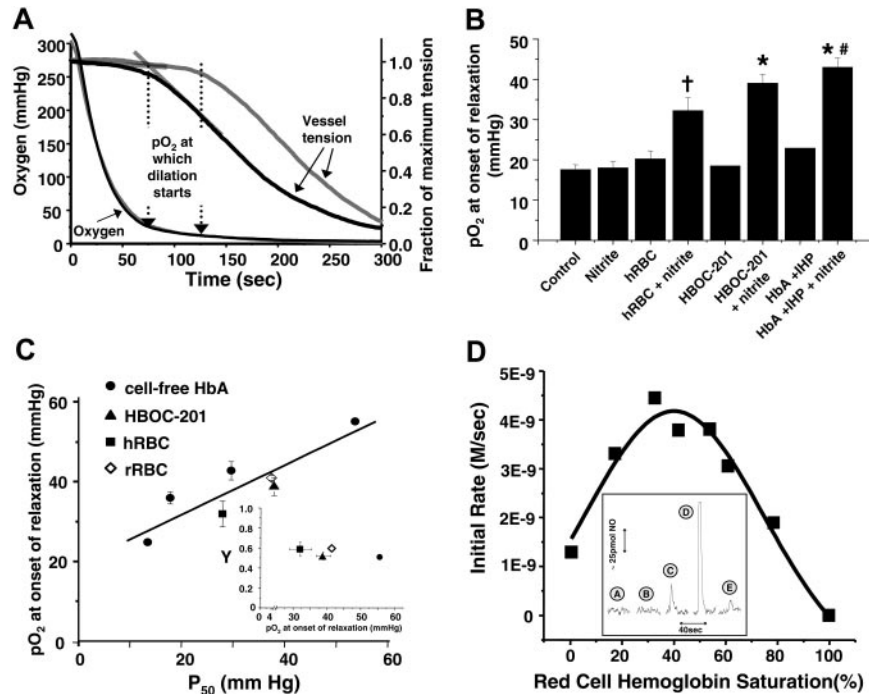 A
Oxygen (mmHg)
300
250
200
150
100
50
0
pO2 at
which
dilation
starts
Vessel
tension
Oxygen
1.0
0.8
0.6
0.4
0.2
0.0
Fraction of maximum tension
0 50 100 150 200 250 300
Time (sec)
B
pO2 at onset of relaxation
(mmHg)
50
40
30
20
10
0
†
*
* #
Control
Nitrite
hRBC
hRBC + nitrite
HBOC-201
HBOC-201
+ nitrite
HbA +IHP
HbA +IHP + nitrite
C
pO2 at onset of relaxation (mmHg)
60
40
20
0
cell-free HbA
HBOC-201
hRBC
rRBC
Y
1.0
0.8
0.6
0.4
0.2
0
4 20 30 40 50 60
pO2 at onset of relaxation (mmHg)
0 20 40 60
P50 (mm Hg)
D
Initial Rate (M/sec)
5E-9
4E-9
3E-9
2E-9
1E-9
0
~ 25pmol NO
A
B
C
D
E
40sec
0 20 40 60 80 100
Red Cell Hemoglobin Saturation(%)